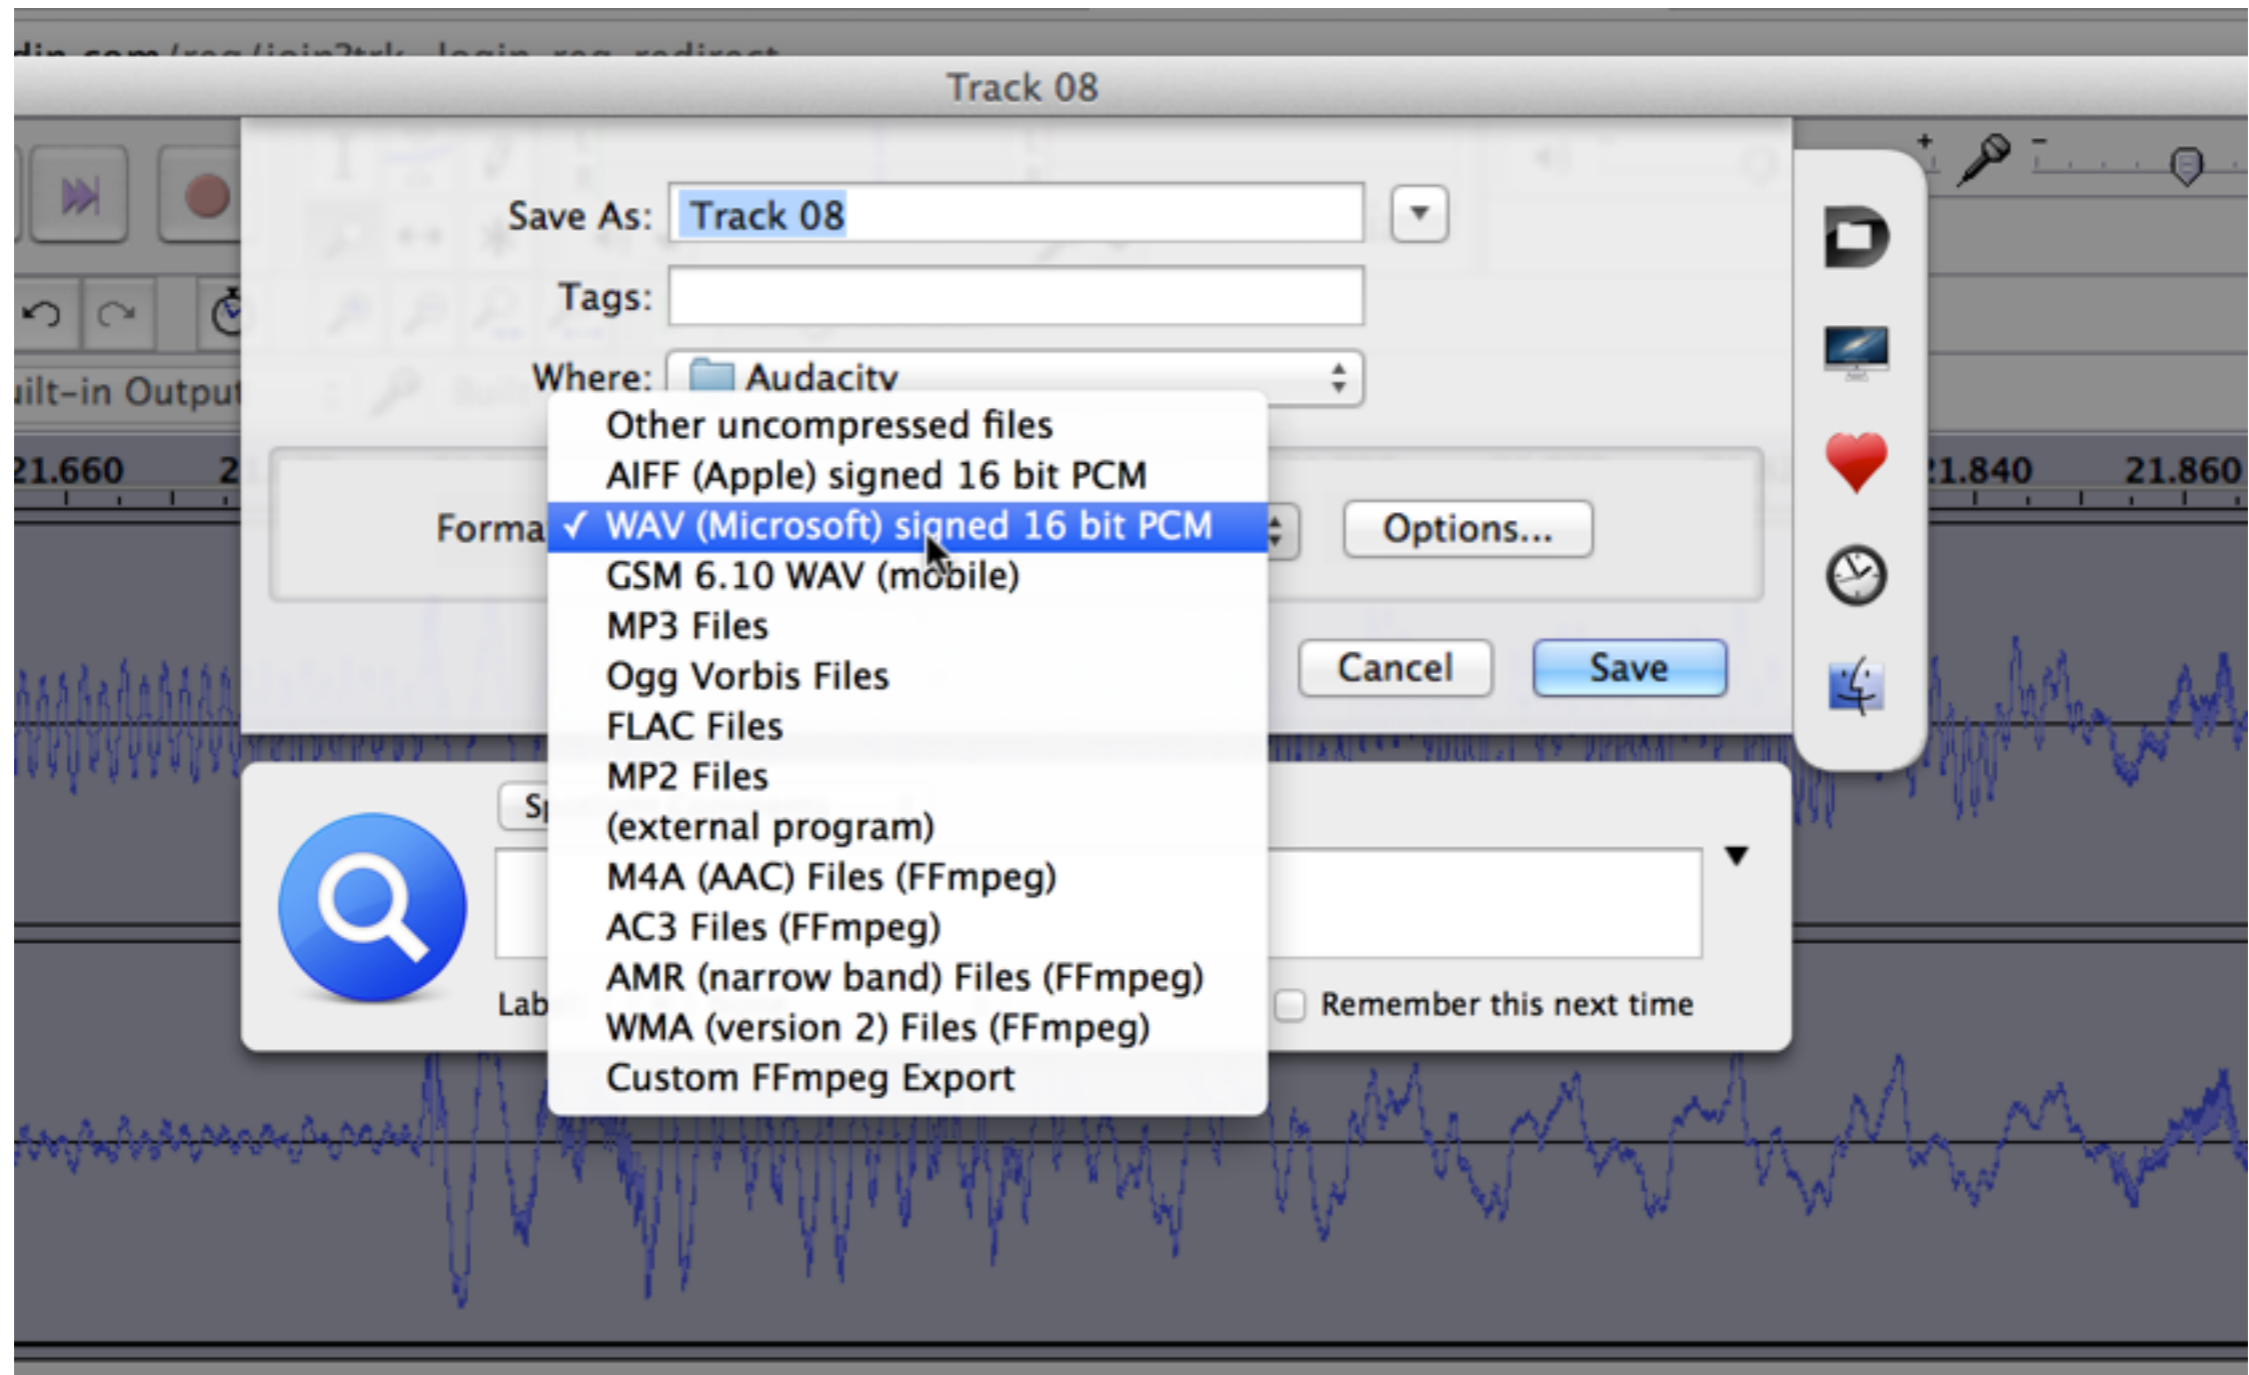 Track 08
Save As: Track 08
Tags:
Where: Audacity
uilt-in Output
21.660
21.840 21.860
Other uncompressed files
AIFF (Apple) signed 16 bit PCM
Forma ✓ WAV (Microsoft) signed 16 bit PCM Options...
GSM 6.10 WAV (mobile)
MP3 Files
Cancel Save
Ogg Vorbis Files
FLAC Files
MP2 Files
(external program)
M4A (AAC) Files (FFmpeg)
AC3 Files (FFmpeg)
AMR (narrow band) Files (FFmpeg)
Lab Remember this next time
WMA (version 2) Files (FFmpeg)
Custom FFmpeg Export